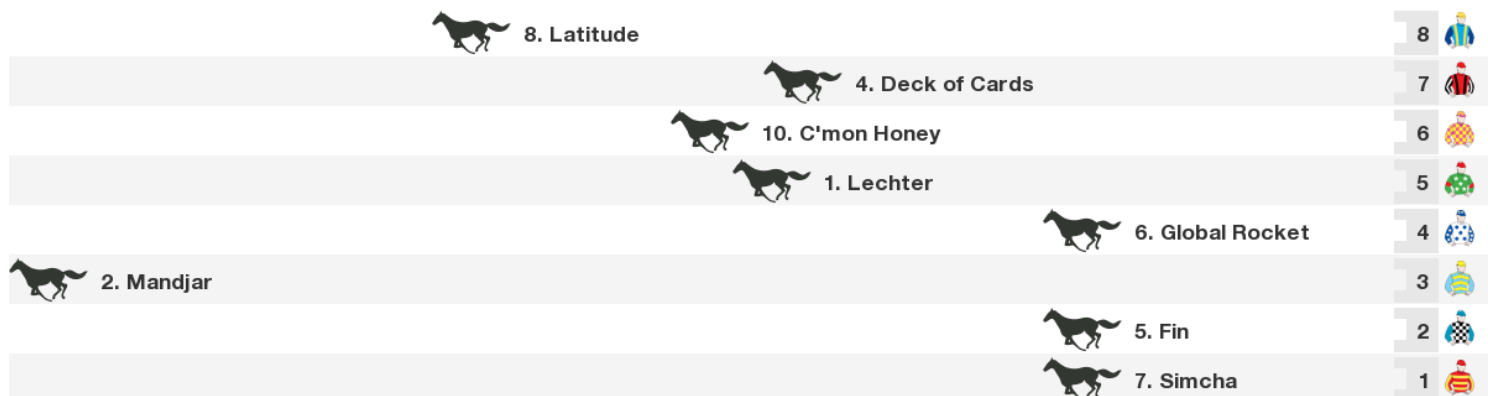 8. Latitude 8
4. Deck of Cards 7
10. C'mon Honey 6
1. Lechter 5
6. Global Rocket 4
2. Mandjar 3
5. Fin 2
7. Simcha 1